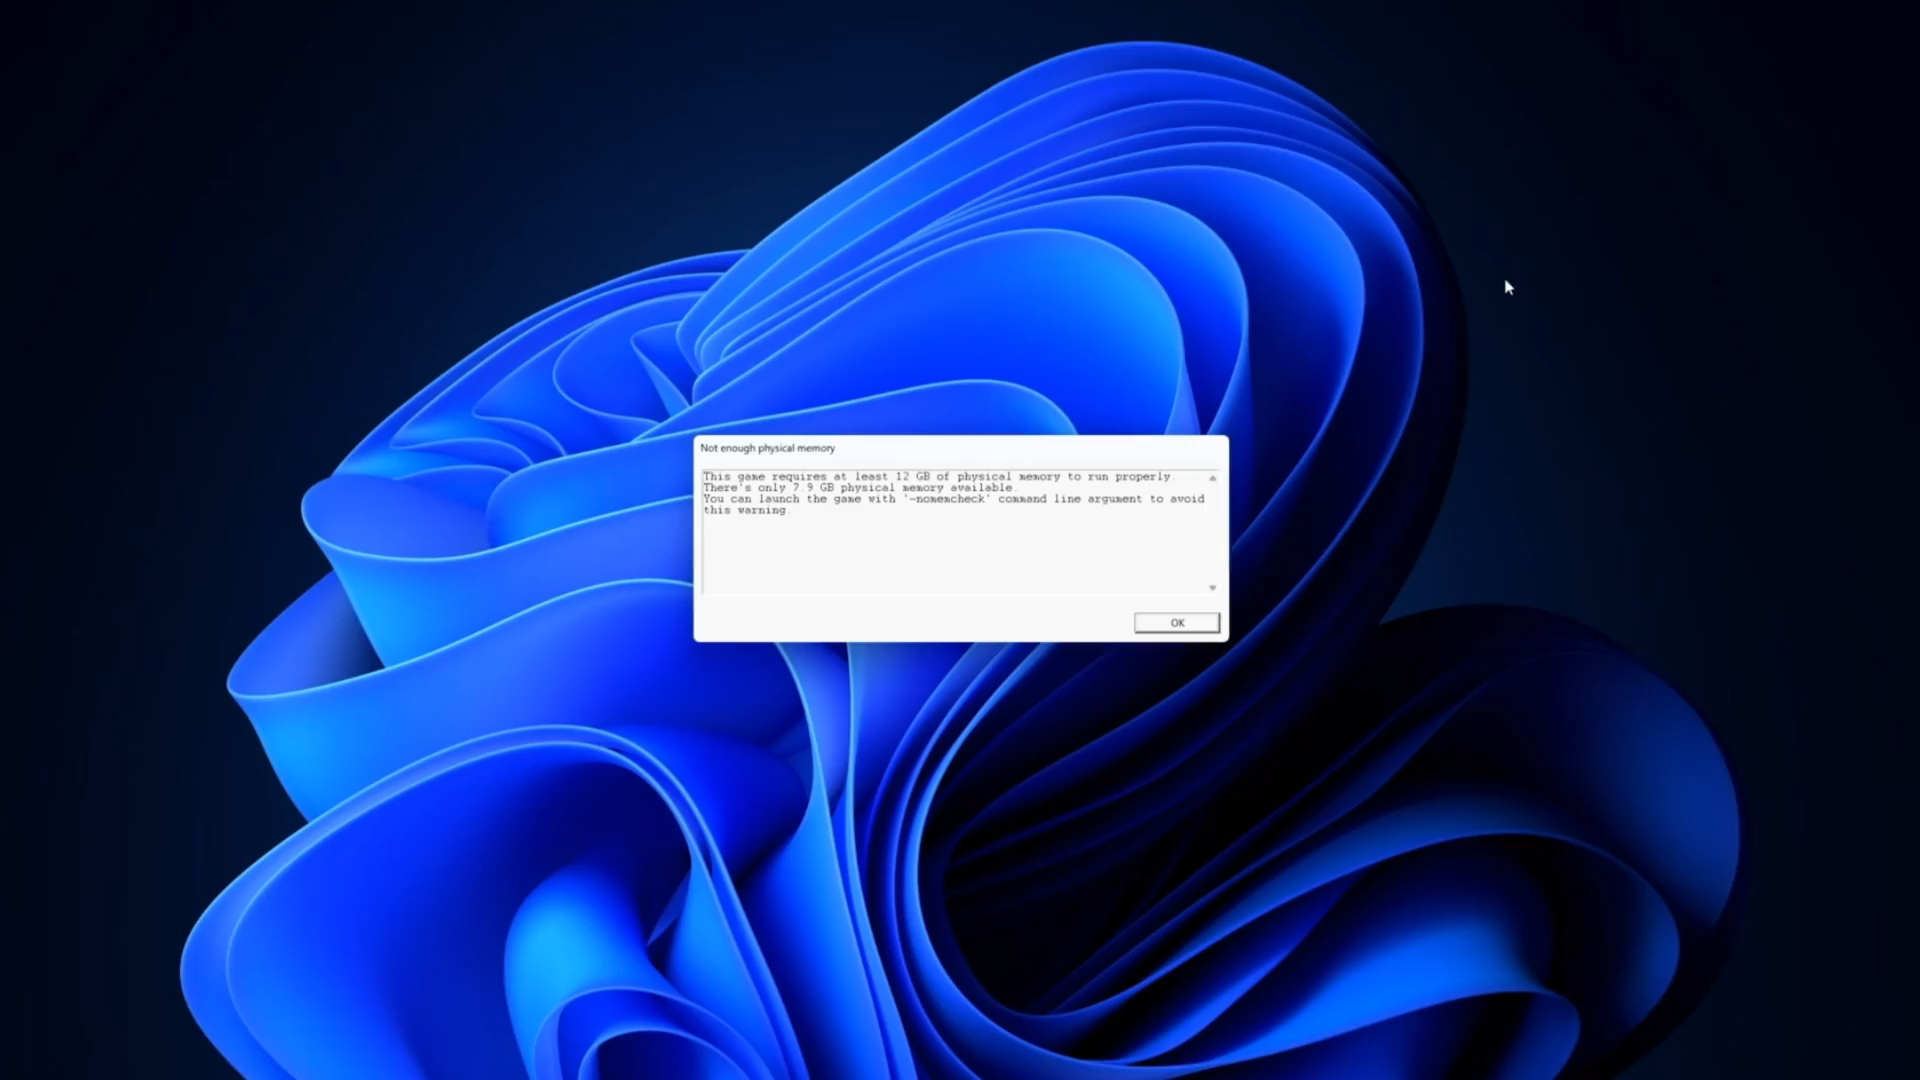 Not enough physical memory
This game requires at least 12 GB of physical memory to run properly.
There's only 7.9 GB physical memory available.
You can launch the game with '-nomemcheck' command line argument to avoid
this warning.
OK